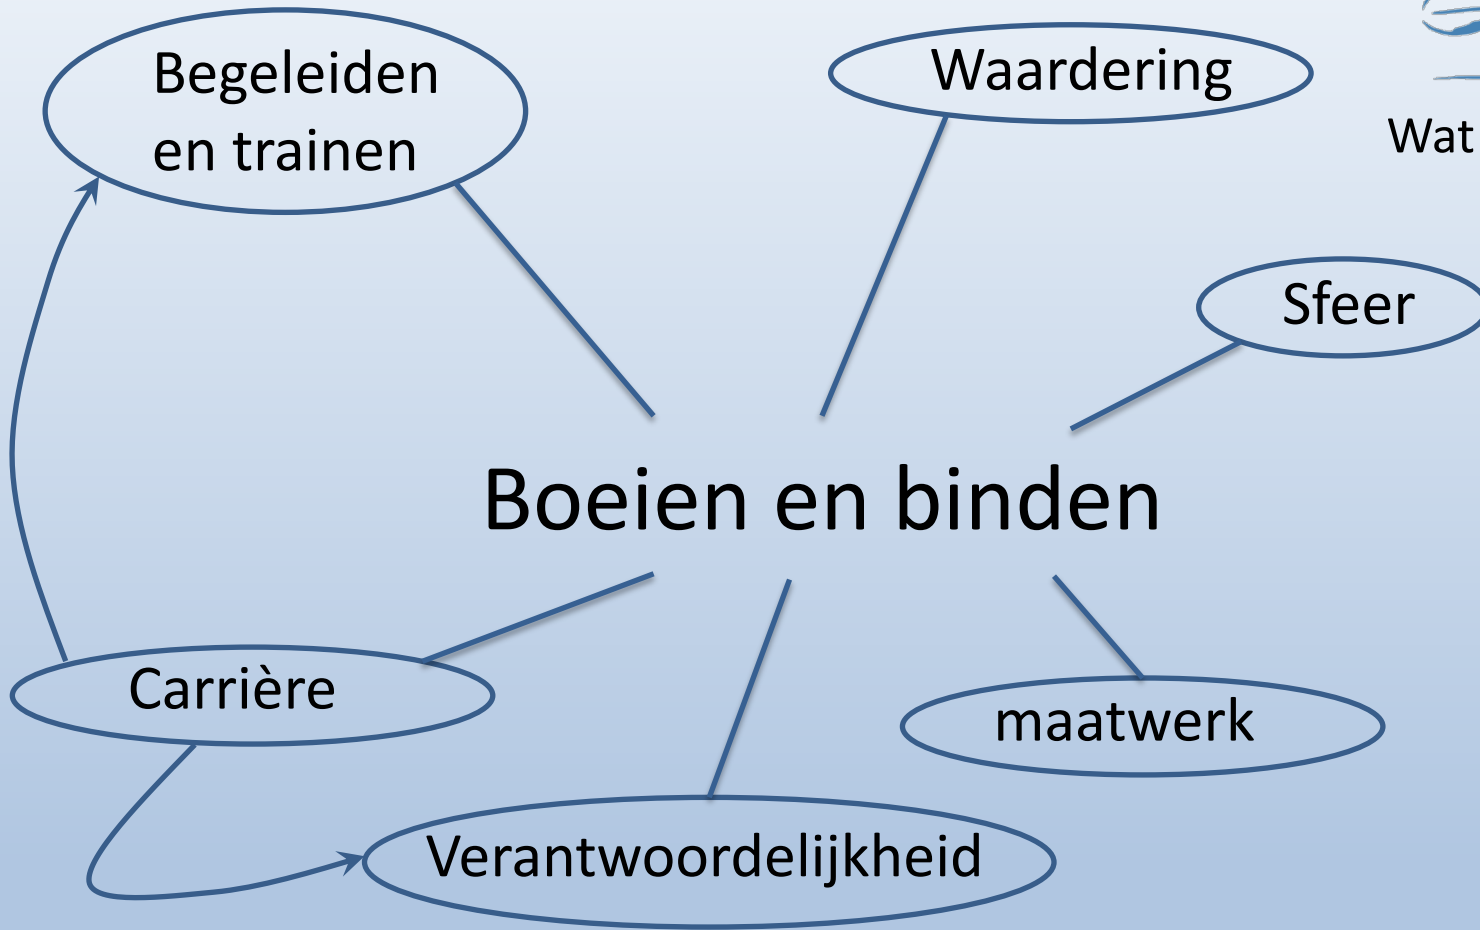 Begeleiden
en trainen
Waardering
Wat
Sfeer
Boeien en binden
Carrière
maatwerk
Verantwoordelijkheid